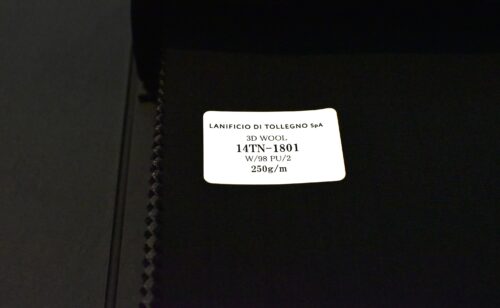 LANIFICIO DI TOLLEGNO SpA
3D WOOL
14TN-1801
W/98 PU/2
250g/m